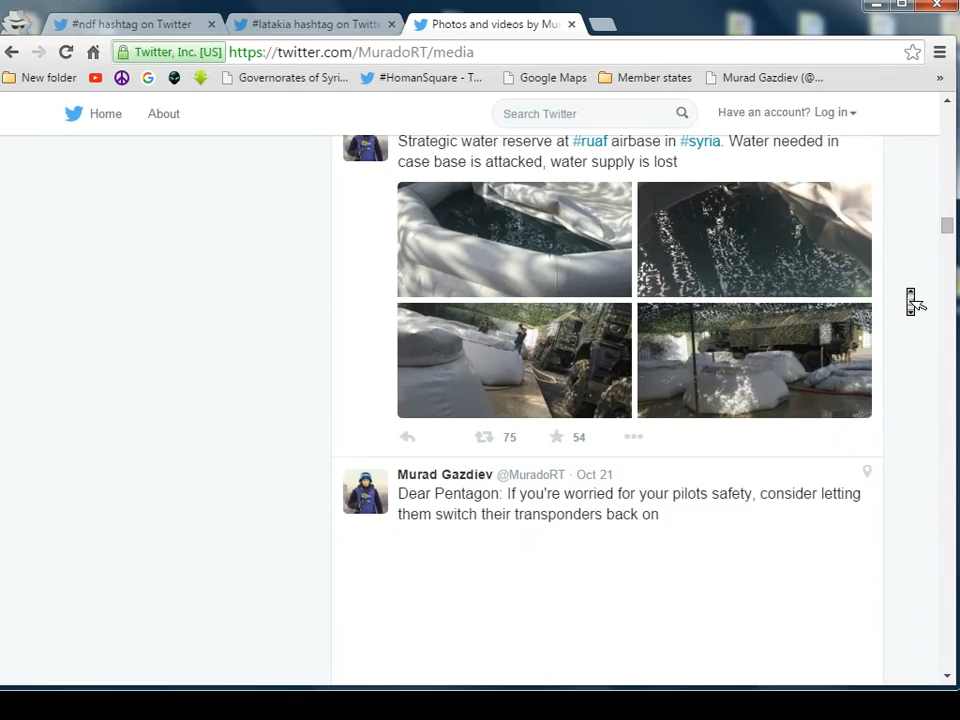 #ndf hashtag on Twitter
#latakia hashtag on Twitt
Photos and videos by Mu
Twitter, Inc. [US]
https://twitter.com/MuradoRT/media
New folder
Governorates of Syri...
#HomanSquare - T...
Google Maps
Member states
Murad Gazdiev (@...
»
Home
About
Search Twitter
Have an account? Log in
Strategic water reserve at #ruaf airbase in #syria. Water needed in
case base is attacked, water supply is lost
75
54
Murad Gazdiev @MuradoRT · Oct 21
Dear Pentagon: If you're worried for your pilots safety, consider letting
them switch their transponders back on